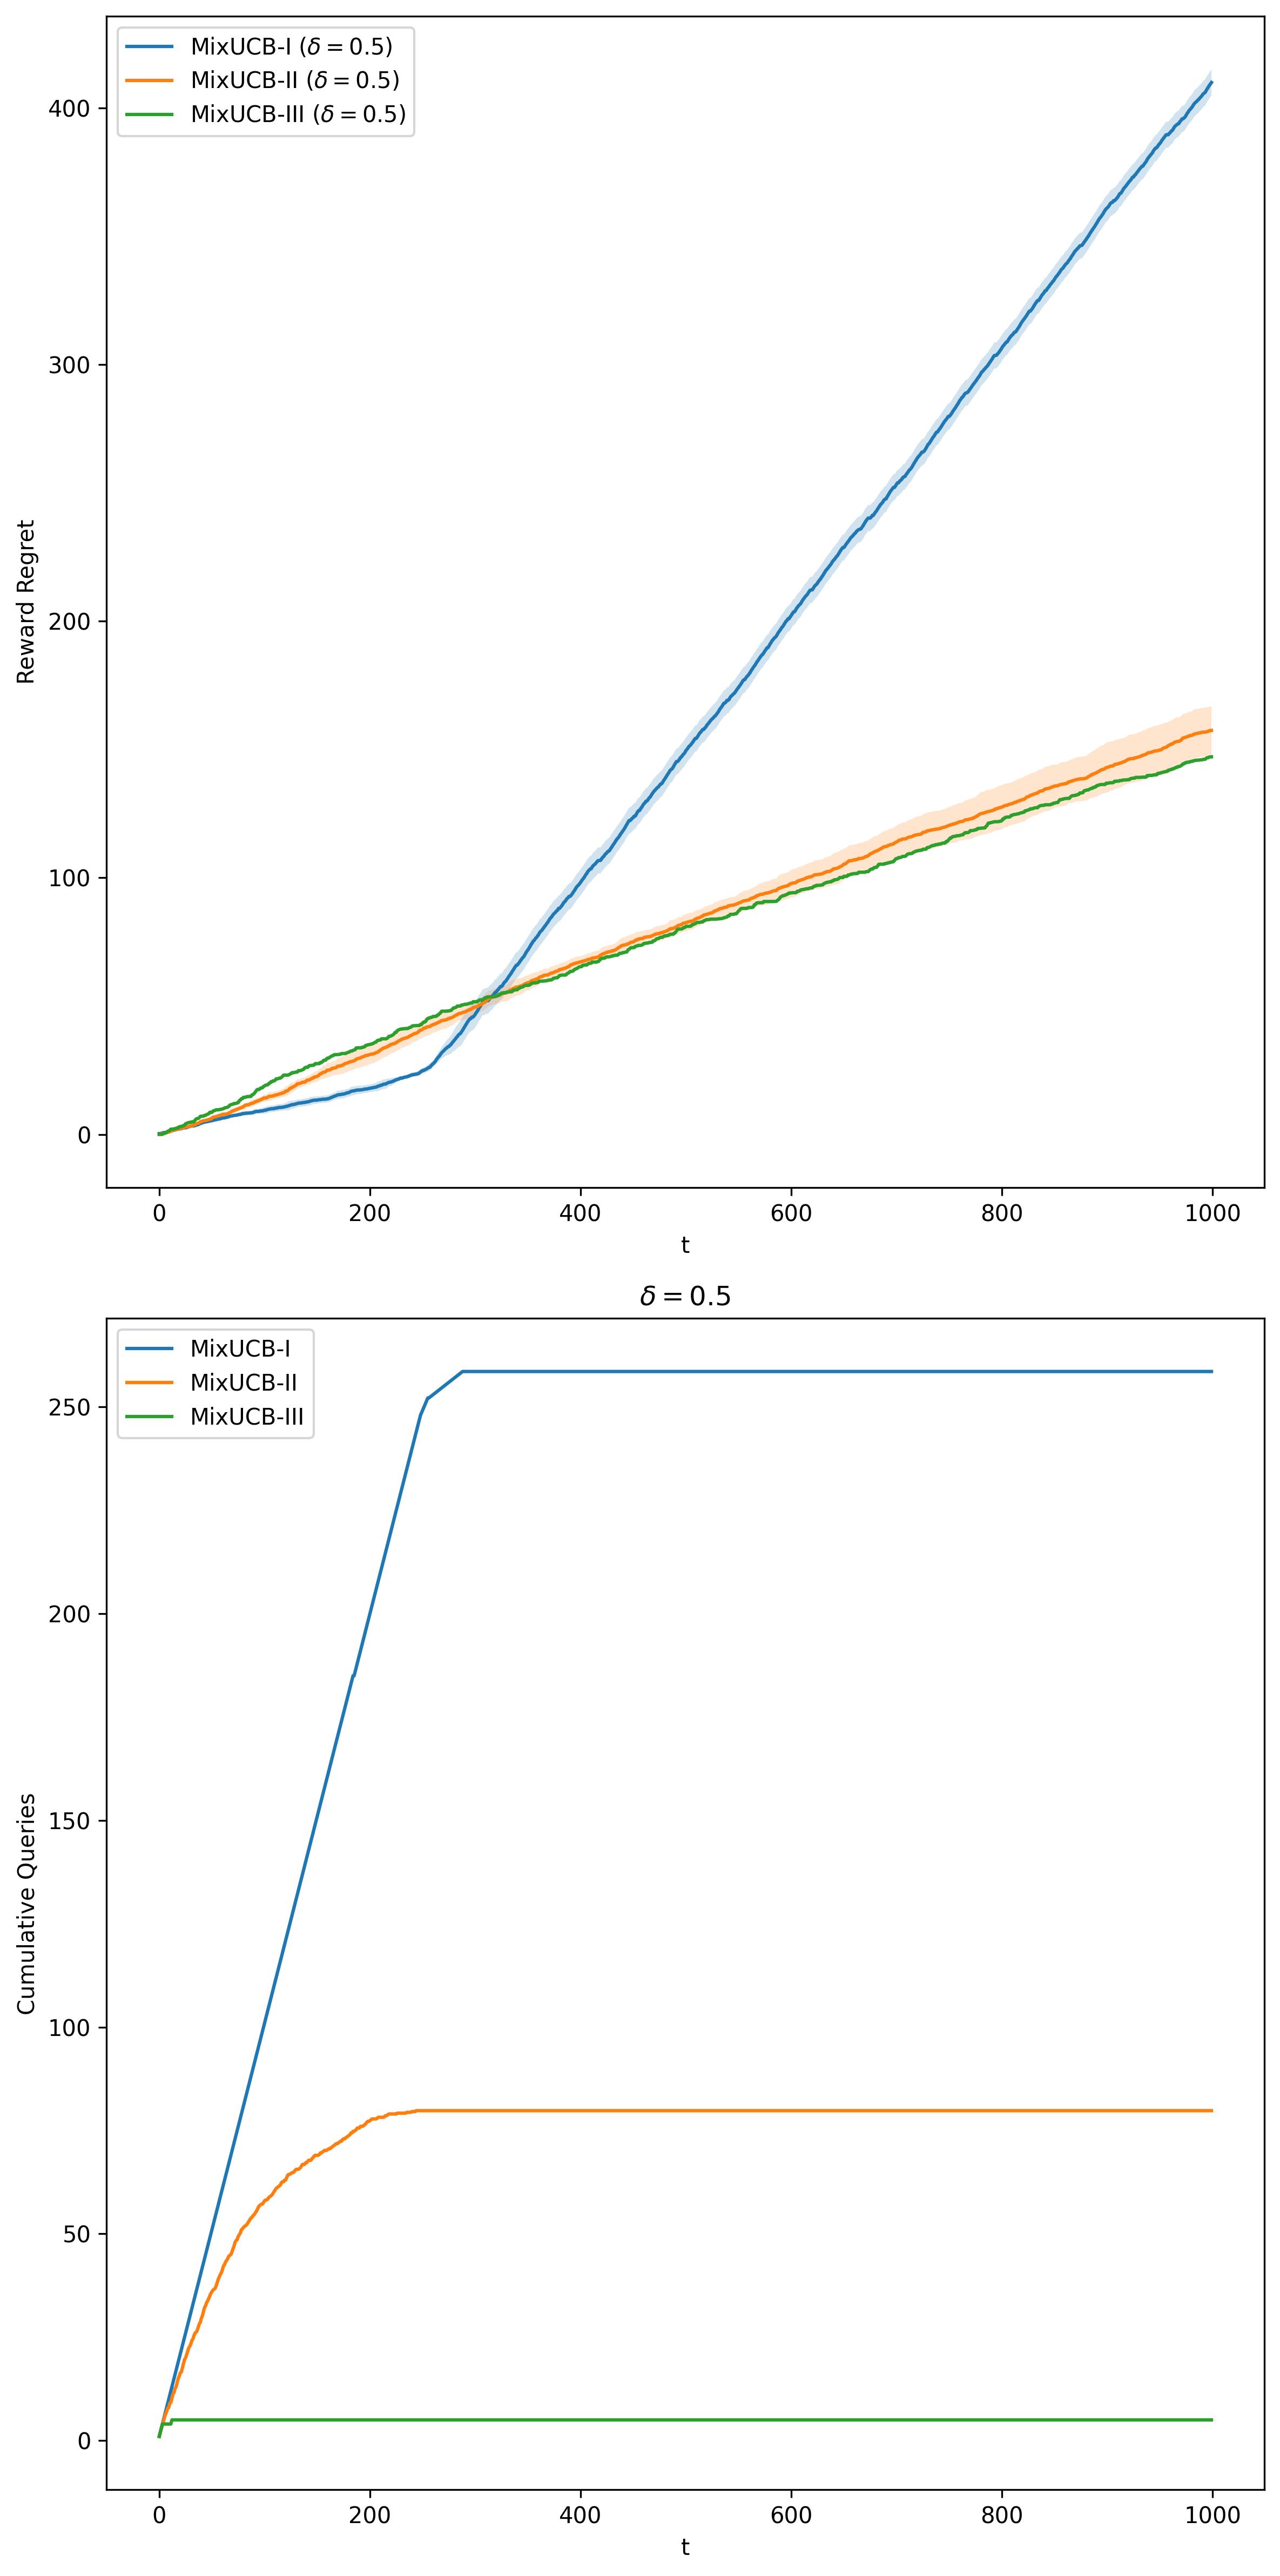 MixUCB-I (δ = 0.5)
MixUCB-II (δ = 0.5)
MixUCB-III (δ = 0.5)
400
300
200
100
0
Reward Regret
0 200 400 600 800 1000
t
δ = 0.5
MixUCB-I
MixUCB-II
MixUCB-III
250
200
150
100
50
0
Cumulative Queries
0 200 400 600 800 1000
t